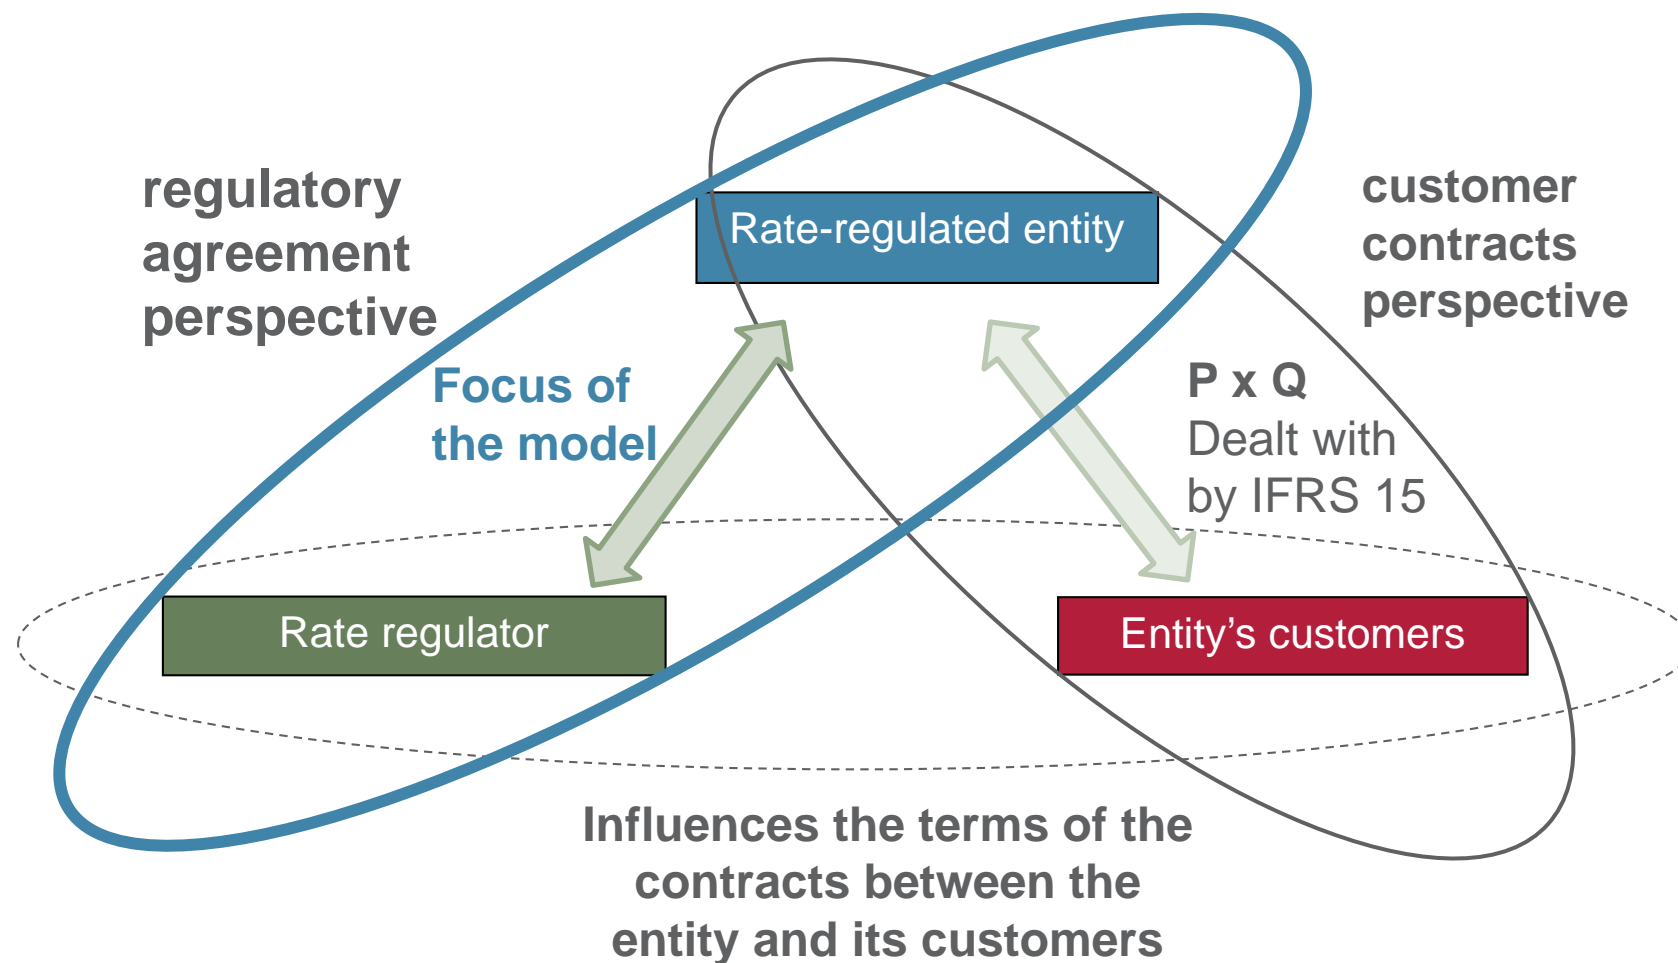 regulatory
agreement
perspective
customer
contracts
perspective
Rate-regulated entity
Focus of
the model
P x Q
Dealt with
by IFRS 15
Rate regulator
Entity’s customers
Influences the terms of the
contracts between the
entity and its customers